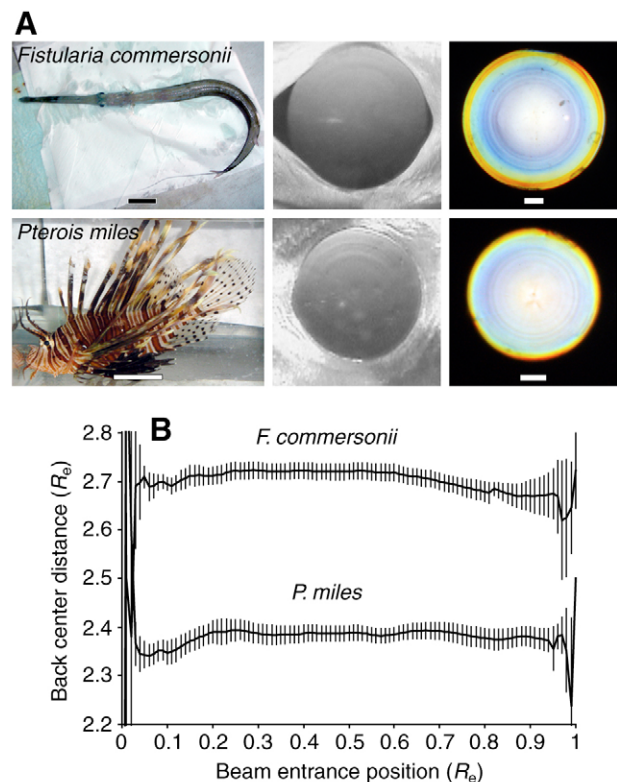 A
Fistularia commersonii
Pterois miles
B
F. commersonii
P. miles
Back center distance (Re)
2.8
2.7
2.6
2.5
2.4
2.3
2.2
0 0.1 0.2 0.3 0.4 0.5 0.6 0.7 0.8 0.9 1
Beam entrance position (Re)